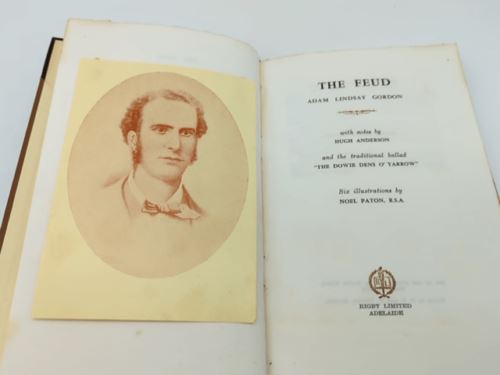 THE FEUD
ADAM LINDSAY GORDON
with notes by
HUGH ANDERSON
and the traditional ballad
"THE DOWIE DENS O' YARROW"
Six illustrations by
NOEL PATON, R.S.A.
RIGBY LIMITED
ADELAIDE